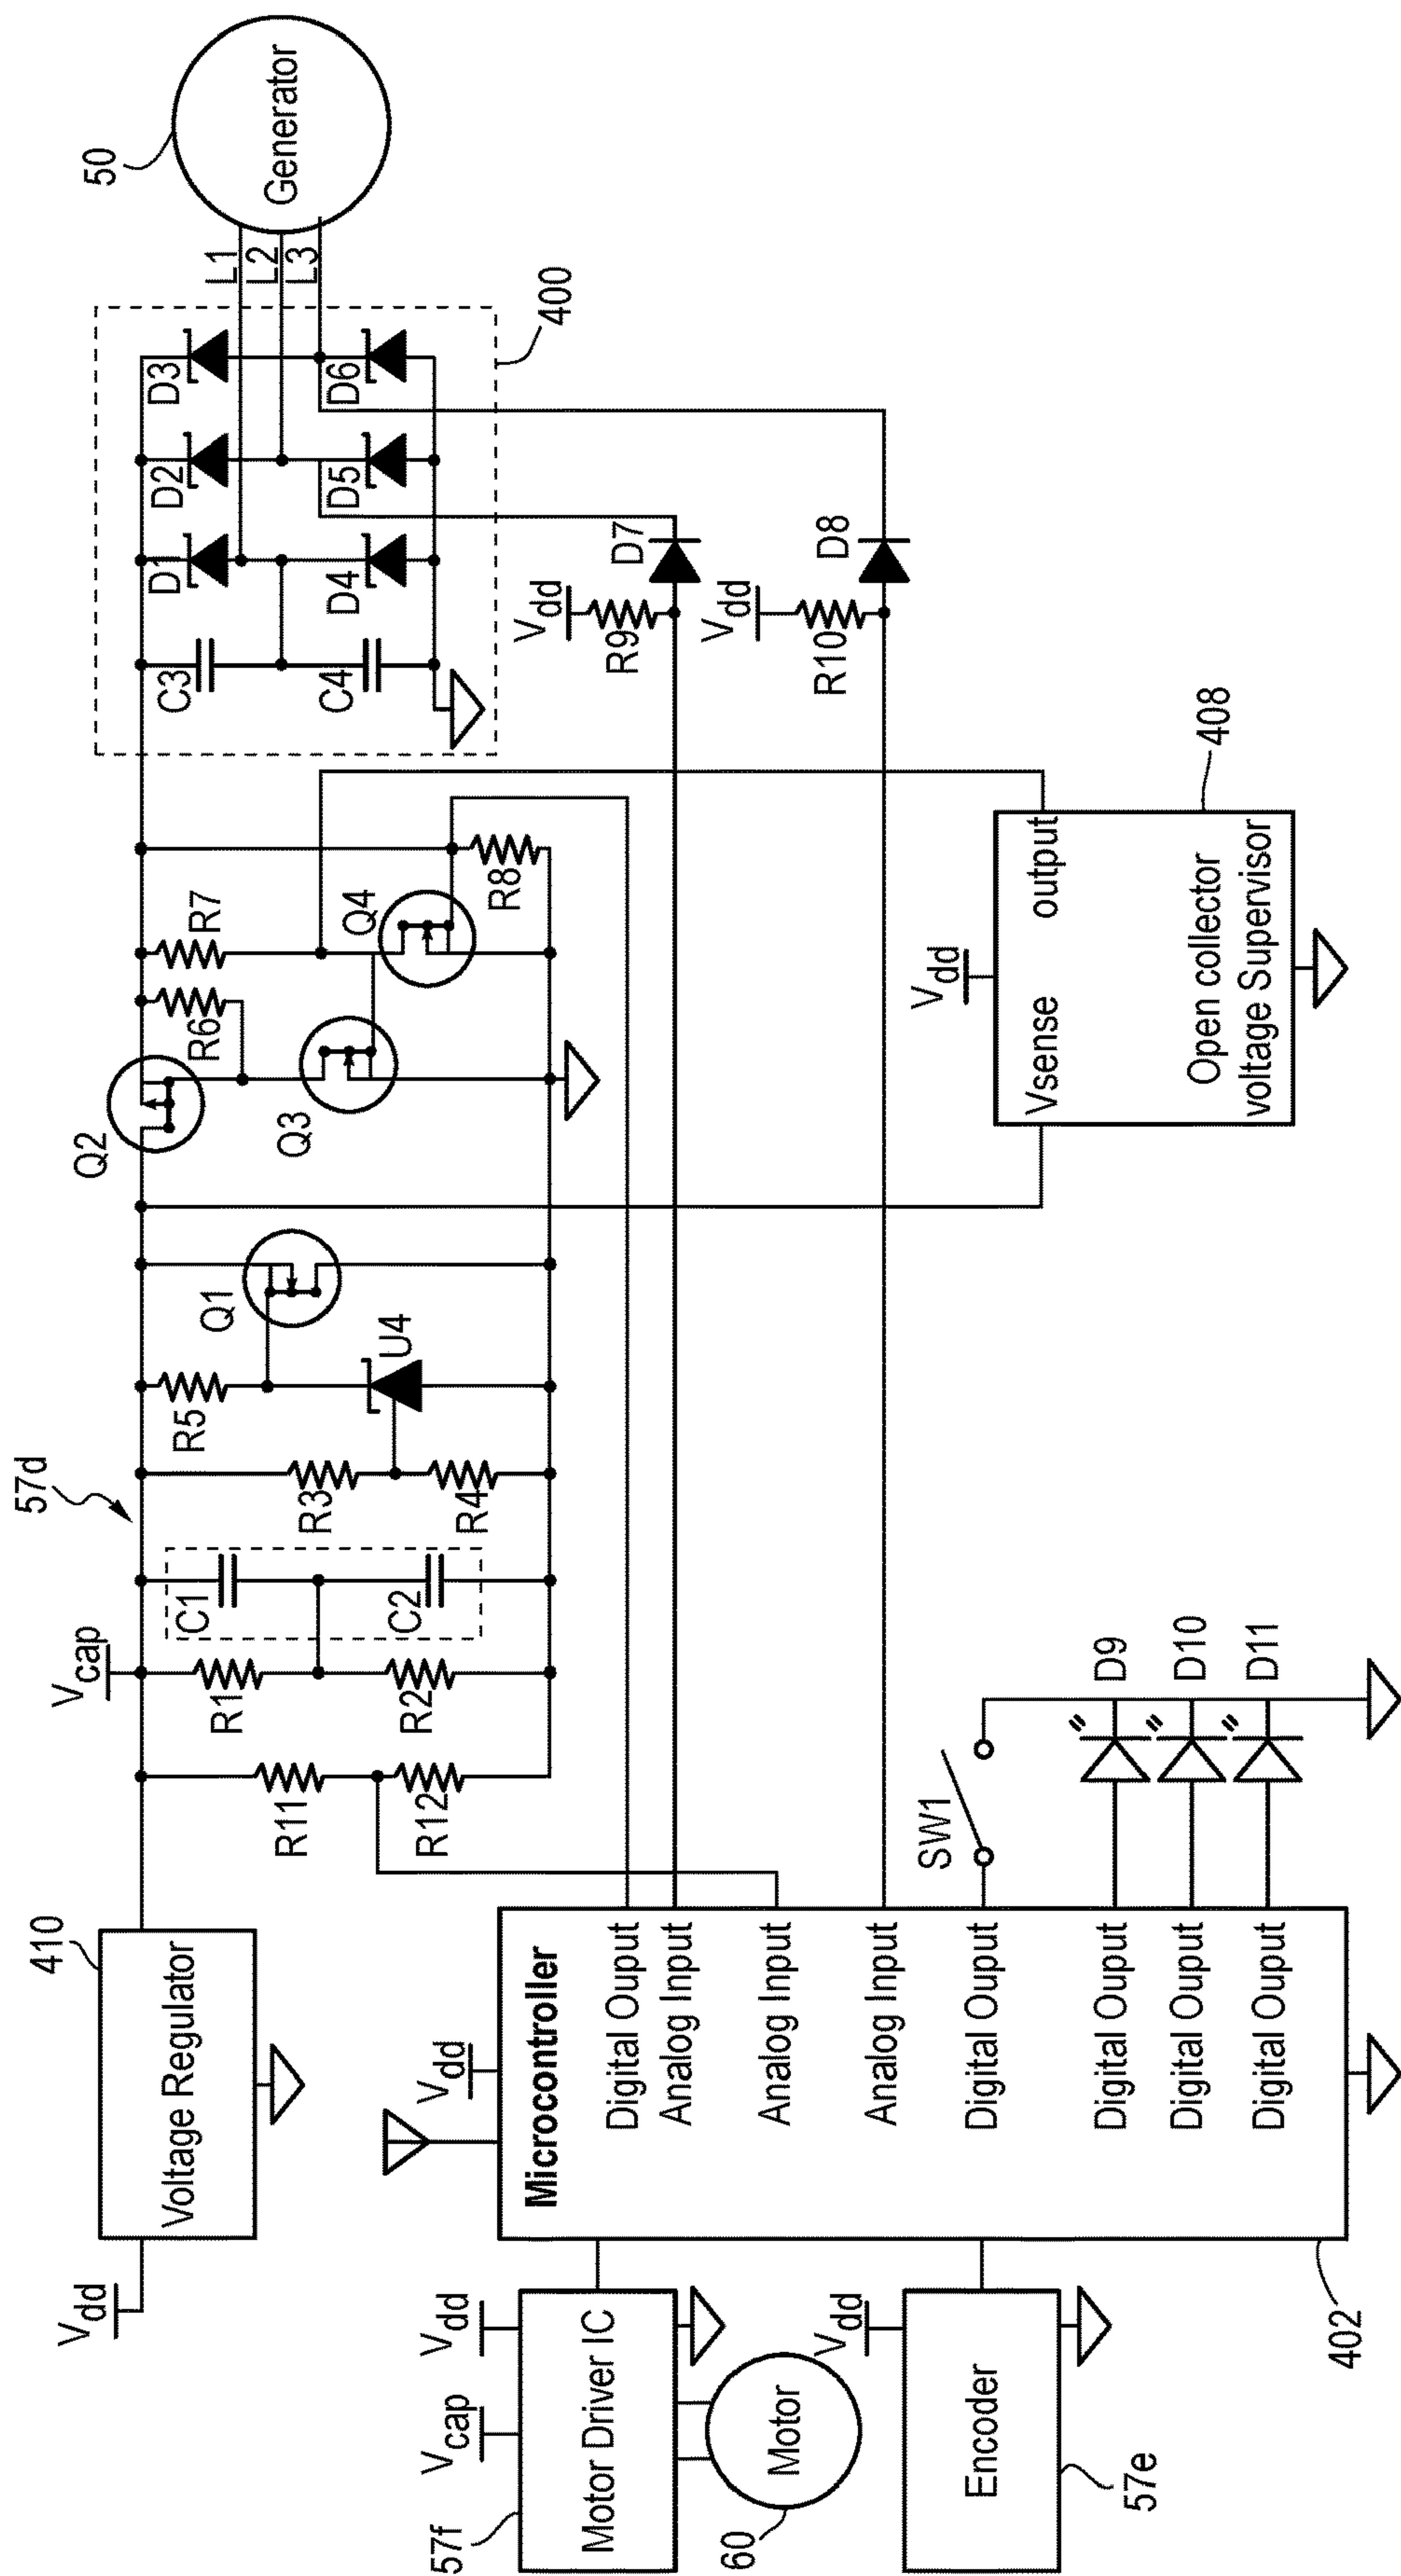 50
Generator
L1
L2
L3
400
D3
D2
D1
D6
D5
D4
C3
C4
D7
D8
Vdd
R9
Vdd
R10
408
Vdd
Vsense
output
Open collector
voltage Supervisor
R7
R6
Q4
R8
Q2
Q3
Q1
U4
R5
R3
R4
57d
C1
C2
Vcap
R1
R2
R11
R12
410
Voltage Regulator
Vdd
Vdd
Microcontroller
Digital Ouput
Analog Input
Analog Input
Analog Input
Digital Ouput
Digital Ouput
Digital Ouput
Digital Ouput
SW1
D9
D10
D11
402
Vdd
Vcap
Motor Driver IC
57f
Motor
60
Vdd
Encoder
57e